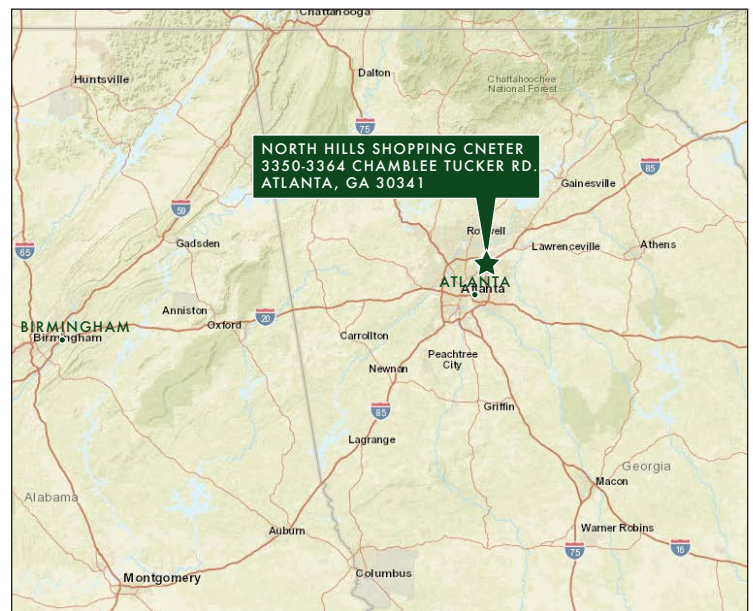 Chattanooga
Huntsville
Dalton
Chattahoochee
National Forest
75
NORTH HILLS SHOPPING CNETER
3350-3364 CHAMBLEE TUCKER RD.
ATLANTA, GA 30341
85
Gainesville
59
Roswell
65
Gadsden
Lawrenceville
Athens
ATLANTA
Atlanta
Anniston
20
Oxford
BIRMINGHAM
Birmingham
Carrollton
Peachtree
City
Newnan
85
Griffin
Lagrange
Georgia
Macon
Alabama
Auburn
Warner Robins
75
16
Montgomery
Columbus